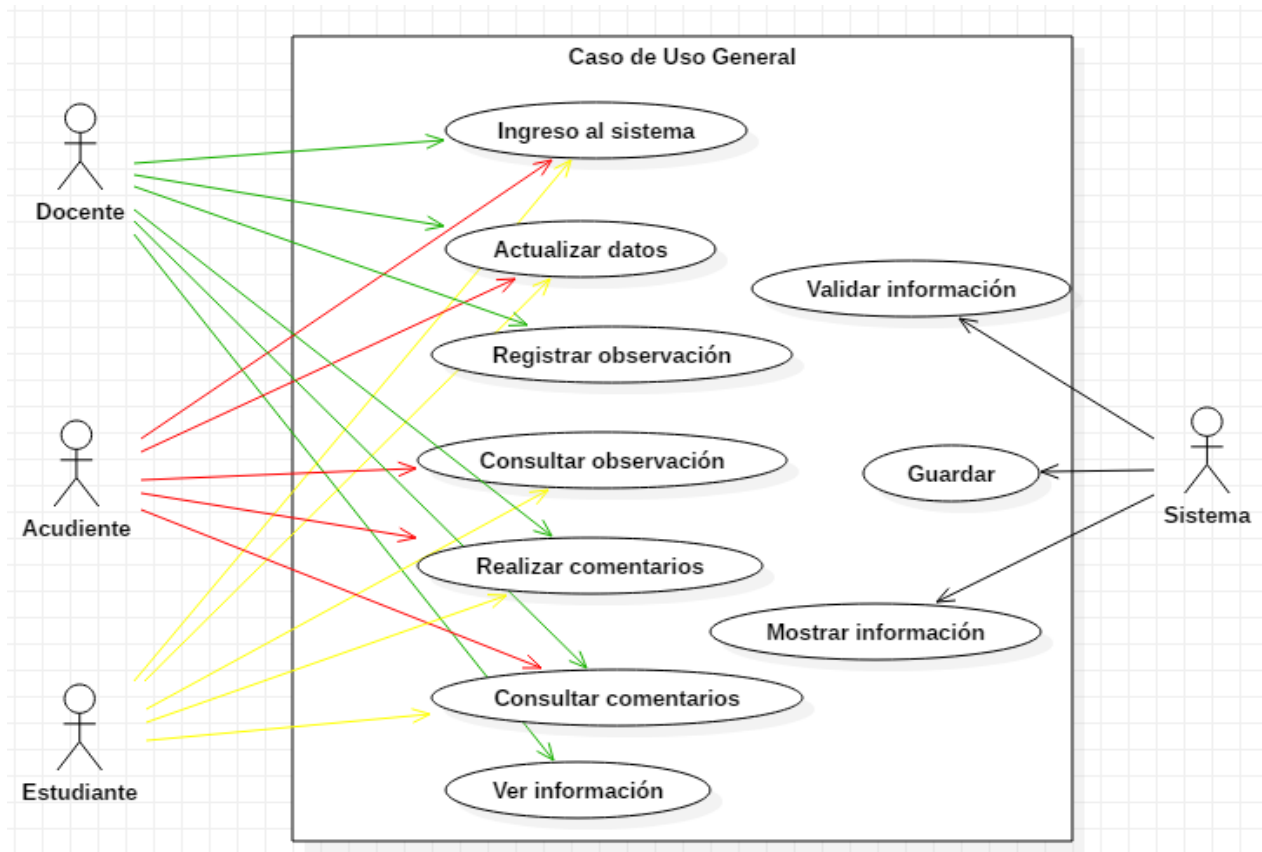 Caso de Uso General
Ingreso al sistema
Docente
Actualizar datos
Validar información
Registrar observación
Consultar observación
Guardar
Acudiente
Sistema
Realizar comentarios
Mostrar información
Consultar comentarios
Estudiante
Ver información